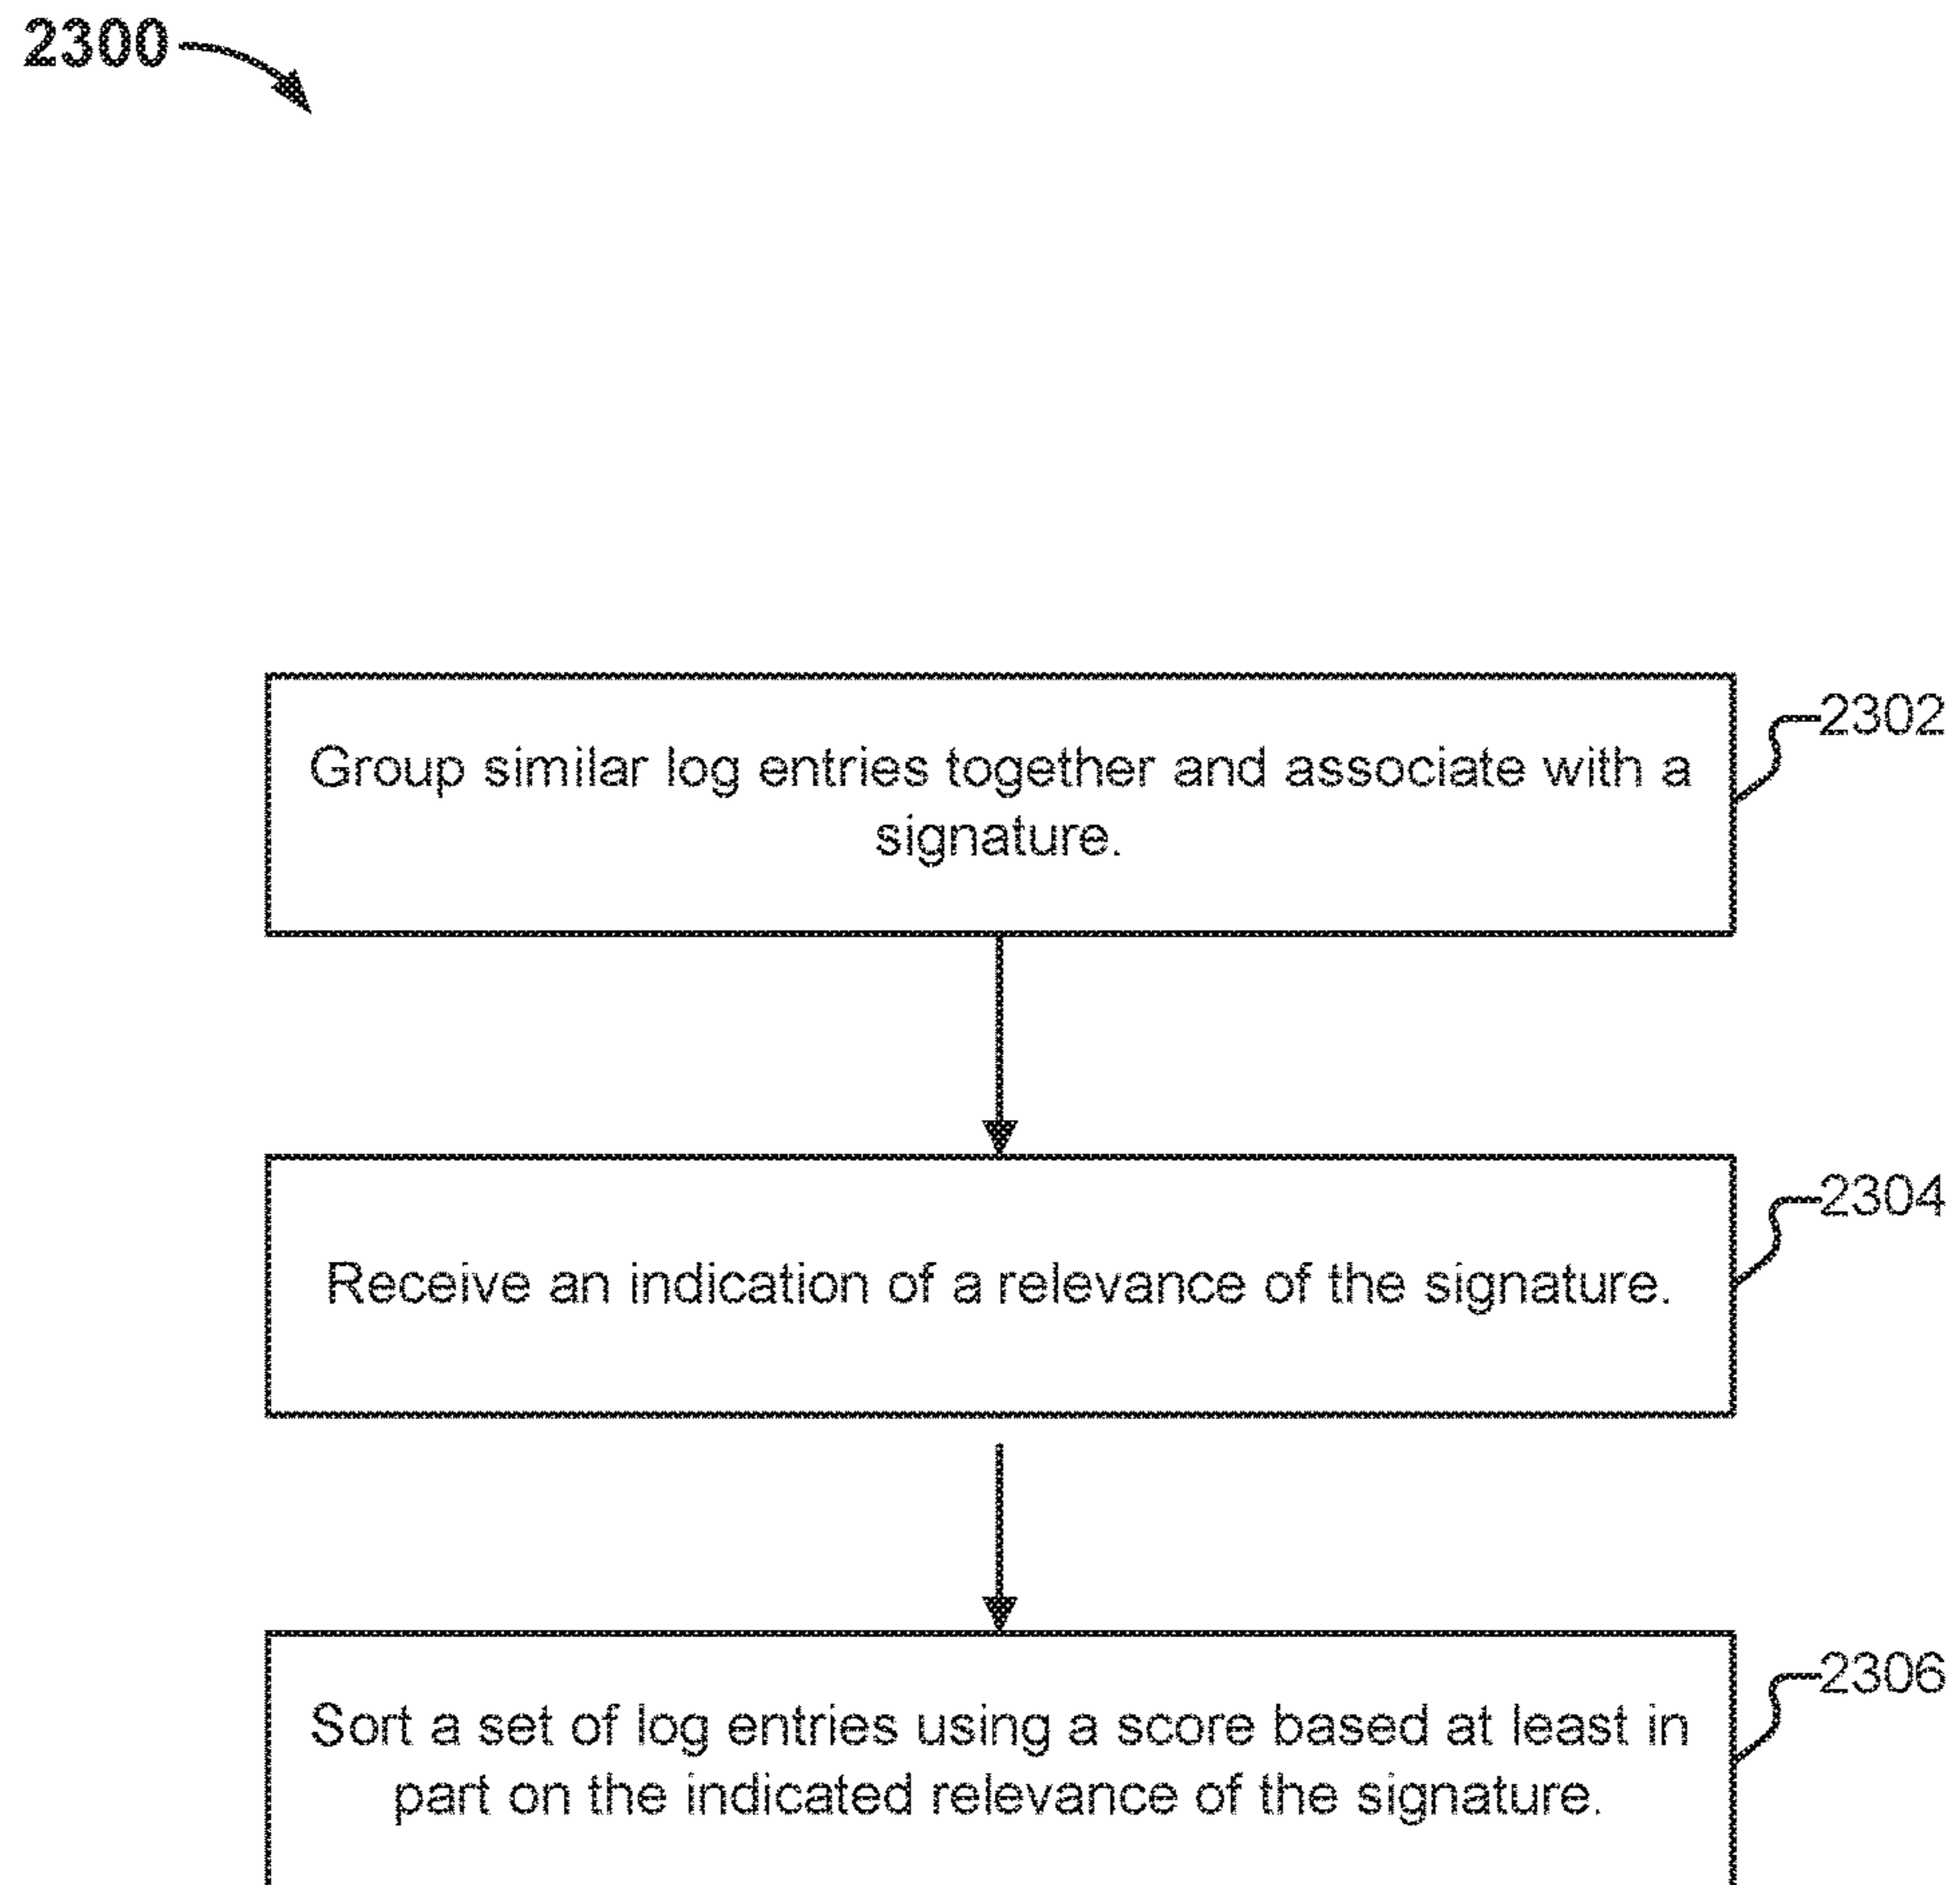 2300
2302
Group similar log entries together and associate with a
signature.
2304
Receive an indication of a relevance of the signature.
2306
Sort a set of log entries using a score based at least in
part on the indicated relevance of the signature.